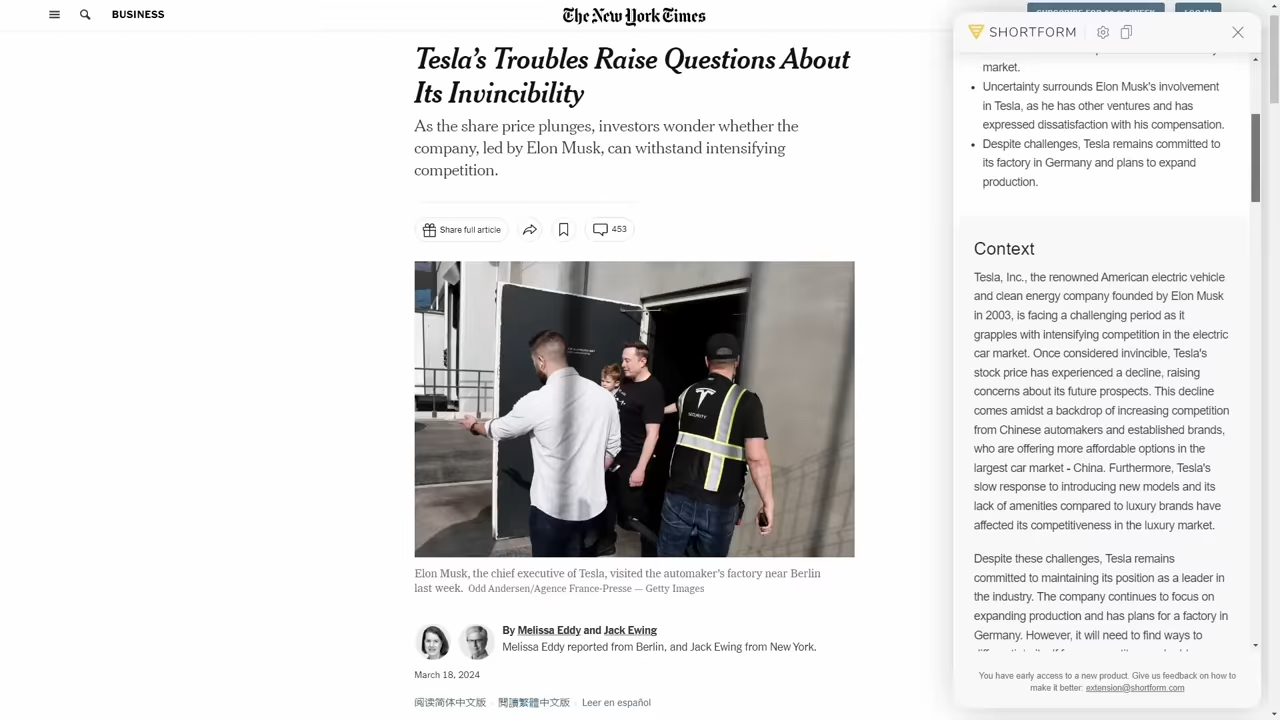 BUSINESS
The New York Times
SUBSCRIBE FOR
LOG IN
Tesla's Troubles Raise Questions About
Its Invincibility
As the share price plunges, investors wonder whether the
company, led by Elon Musk, can withstand intensifying
competition.
Share full article
453
SECURITY
Elon Musk, the chief executive of Tesla, visited the automaker's factory near Berlin
last week. Odd Andersen/Agence France-Presse — Getty Images
By Melissa Eddy and Jack Ewing
Melissa Eddy reported from Berlin, and Jack Ewing from New York.
March 18, 2024
阅读简体中文版 · 閱讀繁體中文版 · Leer en español
SHORTFORM
market.
• Uncertainty surrounds Elon Musk's involvement
in Tesla, as he has other ventures and has
expressed dissatisfaction with his compensation.
• Despite challenges, Tesla remains committed to
its factory in Germany and plans to expand
production.
Context
Tesla, Inc., the renowned American electric vehicle
and clean energy company founded by Elon Musk
in 2003, is facing a challenging period as it
grapples with intensifying competition in the electric
car market. Once considered invincible, Tesla's
stock price has experienced a decline, raising
concerns about its future prospects. This decline
comes amidst a backdrop of increasing competition
from Chinese automakers and established brands,
who are offering more affordable options in the
largest car market - China. Furthermore, Tesla's
slow response to introducing new models and its
lack of amenities compared to luxury brands have
affected its competitiveness in the luxury market.
Despite these challenges, Tesla remains
committed to maintaining its position as a leader in
the industry. The company continues to focus on
expanding production and has plans for a factory in
Germany. However, it will need to find ways to
You have early access to a new product. Give us feedback on how to
make it better: extension@shortform.com